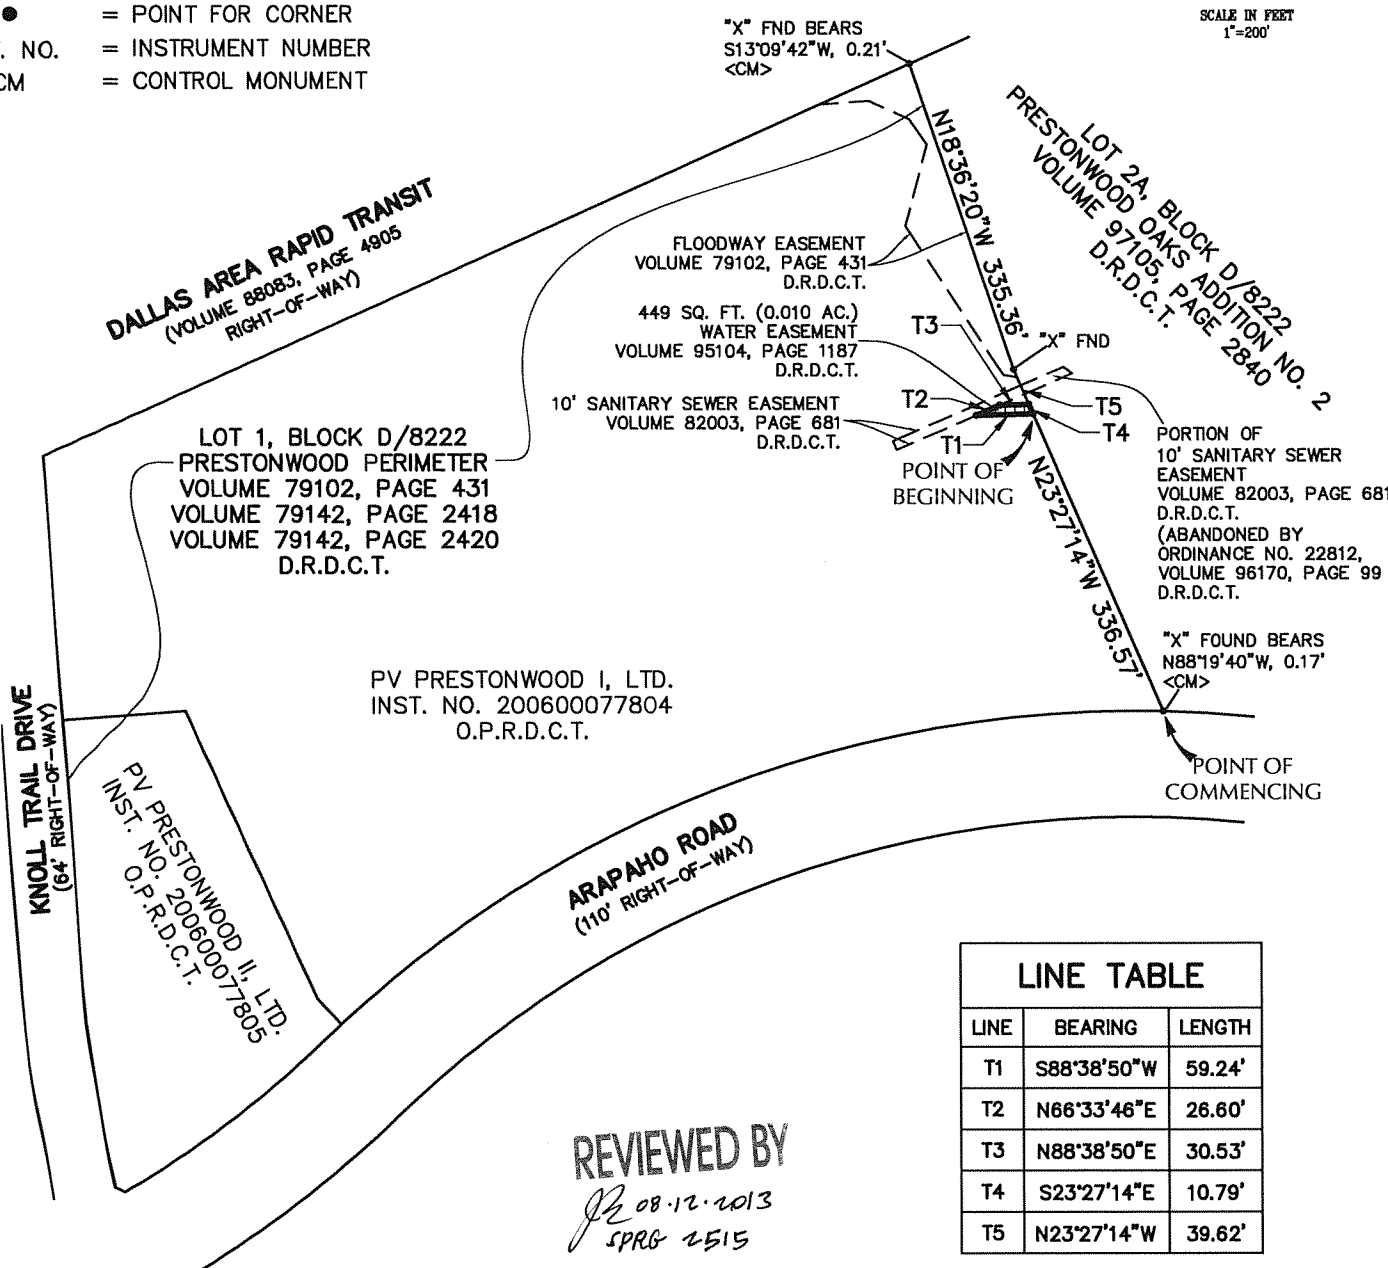 ● = POINT FOR CORNER
. NO. = INSTRUMENT NUMBER
CM = CONTROL MONUMENT
"X" FND BEARS
S13°09'42"W, 0.21'
<CM>
SCALE IN FEET
1"=200'
LOT 2A, BLOCK D/8222
PRESTONWOOD OAKS ADDITION NO. 2
VOLUME 97105, PAGE 2840
D.R.D.C.T.
N18°36'20"W 335.36'
DALLAS AREA RAPID TRANSIT
(VOLUME 88083, PAGE 4905
RIGHT-OF-WAY)
FLOODWAY EASEMENT
VOLUME 79102, PAGE 431
D.R.D.C.T.
449 SQ. FT. (0.010 AC.)
WATER EASEMENT
VOLUME 95104, PAGE 1187
D.R.D.C.T.
T3
"X" FND
10' SANITARY SEWER EASEMENT
VOLUME 82003, PAGE 681
D.R.D.C.T.
T2
T5
T1
T4
POINT OF
BEGINNING
LOT 1, BLOCK D/8222
PRESTONWOOD PERIMETER
VOLUME 79102, PAGE 431
VOLUME 79142, PAGE 2418
VOLUME 79142, PAGE 2420
D.R.D.C.T.
PORTION OF
10' SANITARY SEWER
EASEMENT
VOLUME 82003, PAGE 681
D.R.D.C.T.
(ABANDONED BY
ORDINANCE NO. 22812,
VOLUME 96170, PAGE 99
D.R.D.C.T.
N23°27'14"W 336.57'
"X" FOUND BEARS
N88°19'40"W, 0.17'
<CM>
PV PRESTONWOOD I, LTD.
INST. NO. 200600077804
O.P.R.D.C.T.
KNOLL TRAIL DRIVE
(64' RIGHT-OF-WAY)
PV PRESTONWOOD II, LTD.
INST. NO. 200600077805
O.P.R.D.C.T.
POINT OF
COMMENCING
ARAPAHO ROAD
(110' RIGHT-OF-WAY)
LINE TABLE
LINE BEARING LENGTH
T1 S88°38'50"W 59.24'
T2 N66°33'46"E 26.60'
T3 N88°38'50"E 30.53'
T4 S23°27'14"E 10.79'
T5 N23°27'14"W 39.62'
REVIEWED BY
08.12.2013
SPRG 2515